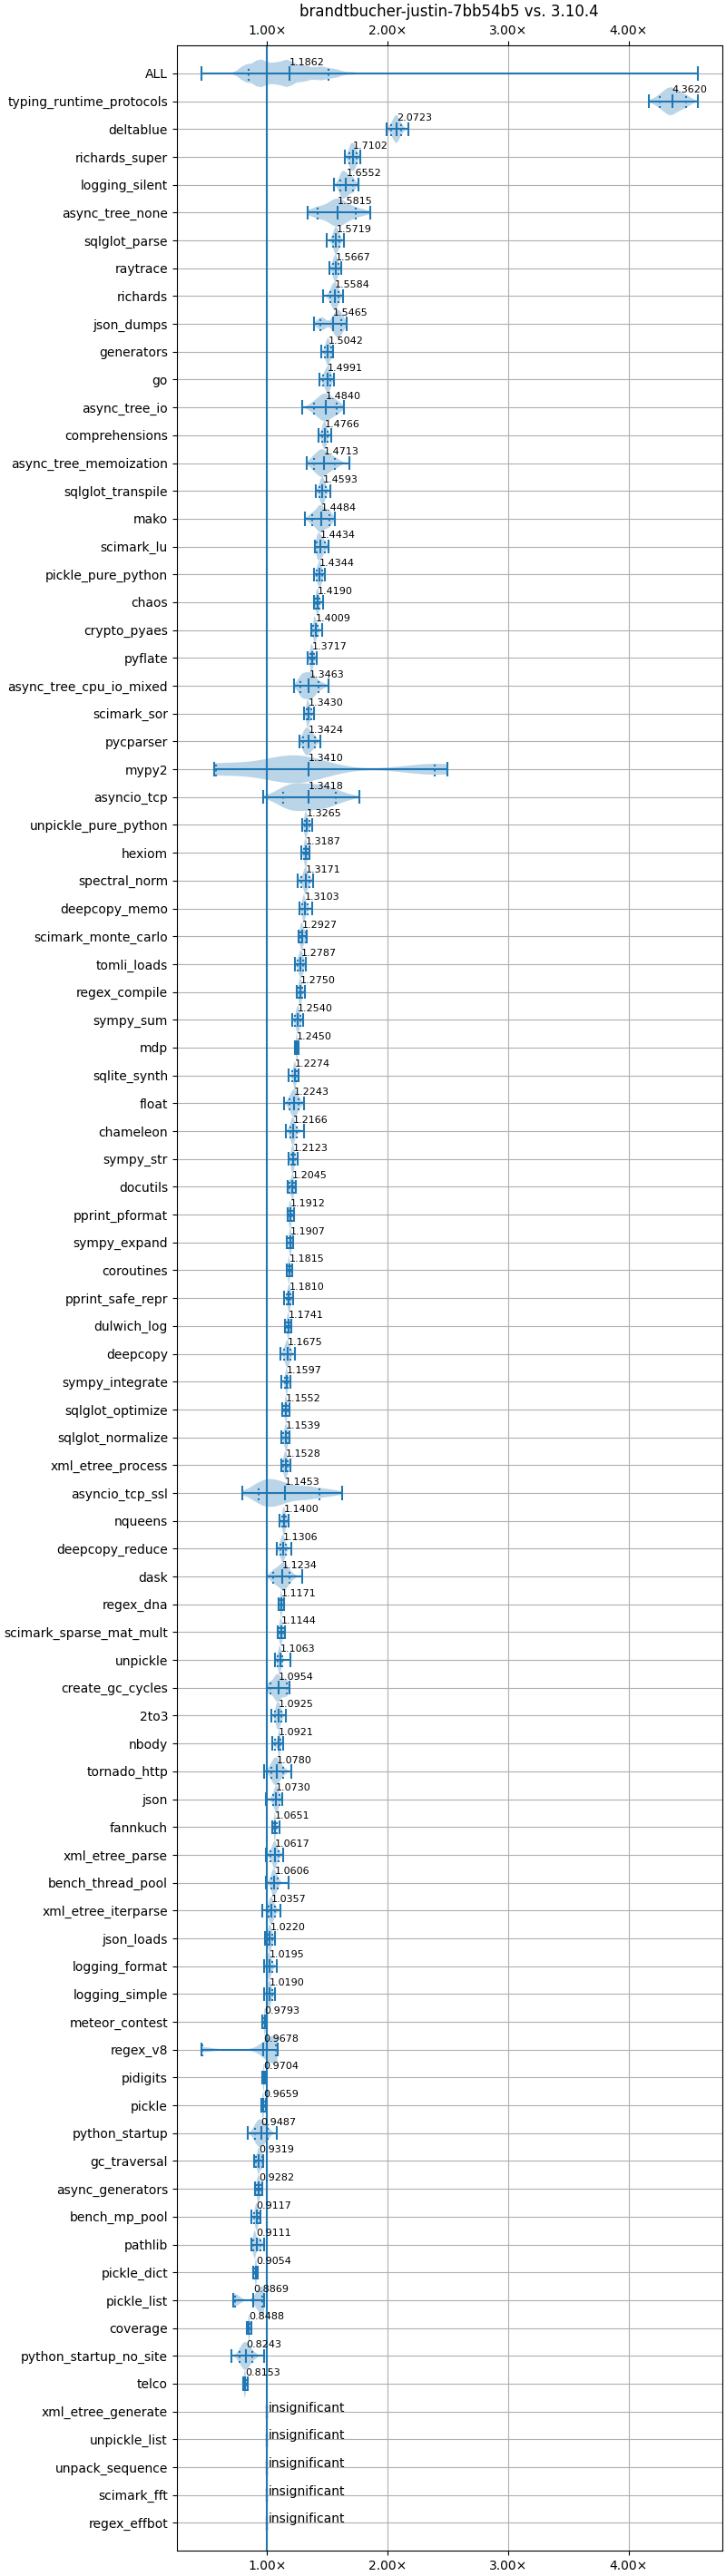 brandtbucher-justin-7bb54b5 vs. 3.10.4
1.00× 2.00× 3.00× 4.00×
ALL 1.1862
typing_runtime_protocols 4.3620
deltablue 2.0723
richards_super 1.7102
logging_silent 1.6552
async_tree_none 1.5815
sqlglot_parse 1.5719
raytrace 1.5667
richards 1.5584
json_dumps 1.5465
generators 1.5042
go 1.4991
async_tree_io 1.4840
comprehensions 1.4766
async_tree_memoization 1.4713
sqlglot_transpile 1.4593
mako 1.4484
scimark_lu 1.4434
pickle_pure_python 1.4344
chaos 1.4190
crypto_pyaes 1.4009
pyflate 1.3717
async_tree_cpu_io_mixed 1.3463
scimark_sor 1.3430
pycparser 1.3424
mypy2 1.3410
asyncio_tcp 1.3418
unpickle_pure_python 1.3265
hexiom 1.3187
spectral_norm 1.3171
deepcopy_memo 1.3103
scimark_monte_carlo 1.2927
tomli_loads 1.2787
regex_compile 1.2750
sympy_sum 1.2540
mdp 1.2450
sqlite_synth 1.2274
float 1.2243
chameleon 1.2166
sympy_str 1.2123
docutils 1.2045
pprint_pformat 1.1912
sympy_expand 1.1907
coroutines 1.1815
pprint_safe_repr 1.1810
dulwich_log 1.1741
deepcopy 1.1675
sympy_integrate 1.1597
sqlglot_optimize 1.1552
sqlglot_normalize 1.1539
xml_etree_process 1.1528
asyncio_tcp_ssl 1.1453
nqueens 1.1400
deepcopy_reduce 1.1306
dask 1.1234
regex_dna 1.1171
scimark_sparse_mat_mult 1.1144
unpickle 1.1063
create_gc_cycles 1.0954
2to3 1.0925
nbody 1.0921
tornado_http 1.0780
json 1.0730
fannkuch 1.0651
xml_etree_parse 1.0617
bench_thread_pool 1.0606
xml_etree_iterparse 1.0357
json_loads 1.0220
logging_format 1.0195
logging_simple 1.0190
meteor_contest 0.9793
regex_v8 0.9678
pidigits 0.9704
pickle 0.9659
python_startup 0.9487
gc_traversal 0.9319
async_generators 0.9282
bench_mp_pool 0.9117
pathlib 0.9111
pickle_dict 0.9054
pickle_list 0.8869
coverage 0.8488
python_startup_no_site 0.8243
telco 0.8153
xml_etree_generate insignificant
unpickle_list insignificant
unpack_sequence insignificant
scimark_fft insignificant
regex_effbot insignificant
1.00× 2.00× 3.00× 4.00×